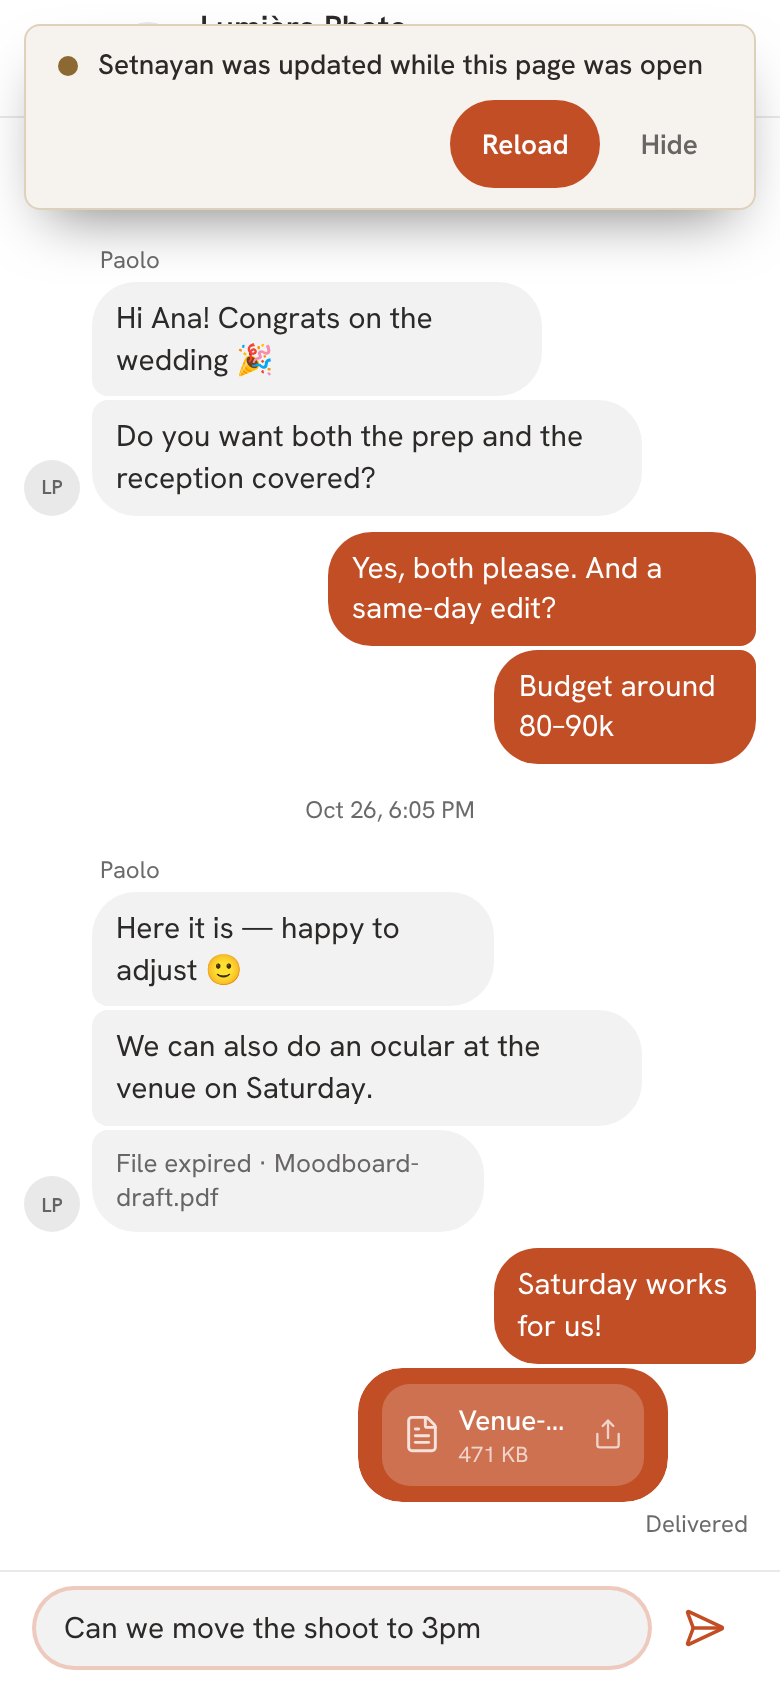 Setnayan was updated while this page was open
Reload
Hide
Paolo
Hi Ana! Congrats on the
wedding 🎉
Do you want both the prep and the
reception covered?
LP
Yes, both please. And a
same-day edit?
Budget around
80–90k
Oct 26, 6:05 PM
Paolo
Here it is — happy to
adjust 🙂
We can also do an ocular at the
venue on Saturday.
File expired · Moodboard-
draft.pdf
LP
Saturday works
for us!
Venue-...
471 KB
Delivered
Can we move the shoot to 3pm